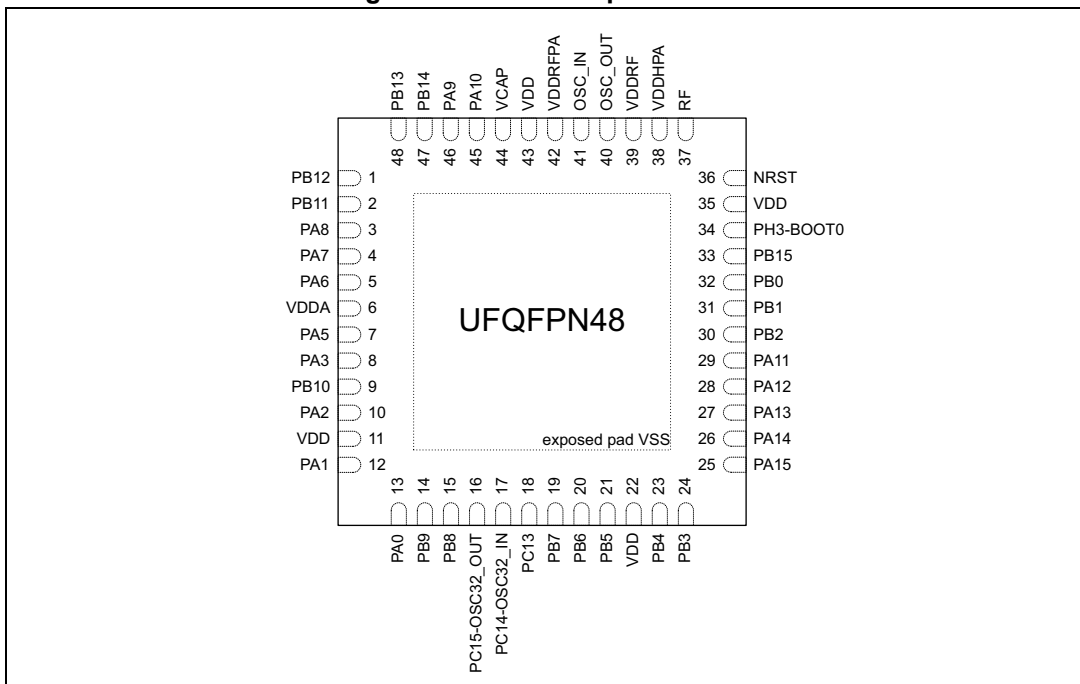 PB13
PB14
PA9
PA10
VCAP
VDD
VDDRFPA
OSC_IN
OSC_OUT
VDDRF
VDDHPA
RF
48
47
46
45
44
43
42
41
40
39
38
37
PB12 1
PB11 2
PA8 3
PA7 4
PA6 5
VDDA 6
PA5 7
PA3 8
PB10 9
PA2 10
VDD 11
PA1 12
36 NRST
35 VDD
34 PH3-BOOT0
33 PB15
32 PB0
31 PB1
30 PB2
29 PA11
28 PA12
27 PA13
26 PA14
25 PA15
UFQFPN48
exposed pad VSS
13
14
15
16
17
18
19
20
21
22
23
24
PA0
PB9
PB8
PC15-OSC32_OUT
PC14-OSC32_IN
PC13
PB7
PB6
PB5
VDD
PB4
PB3